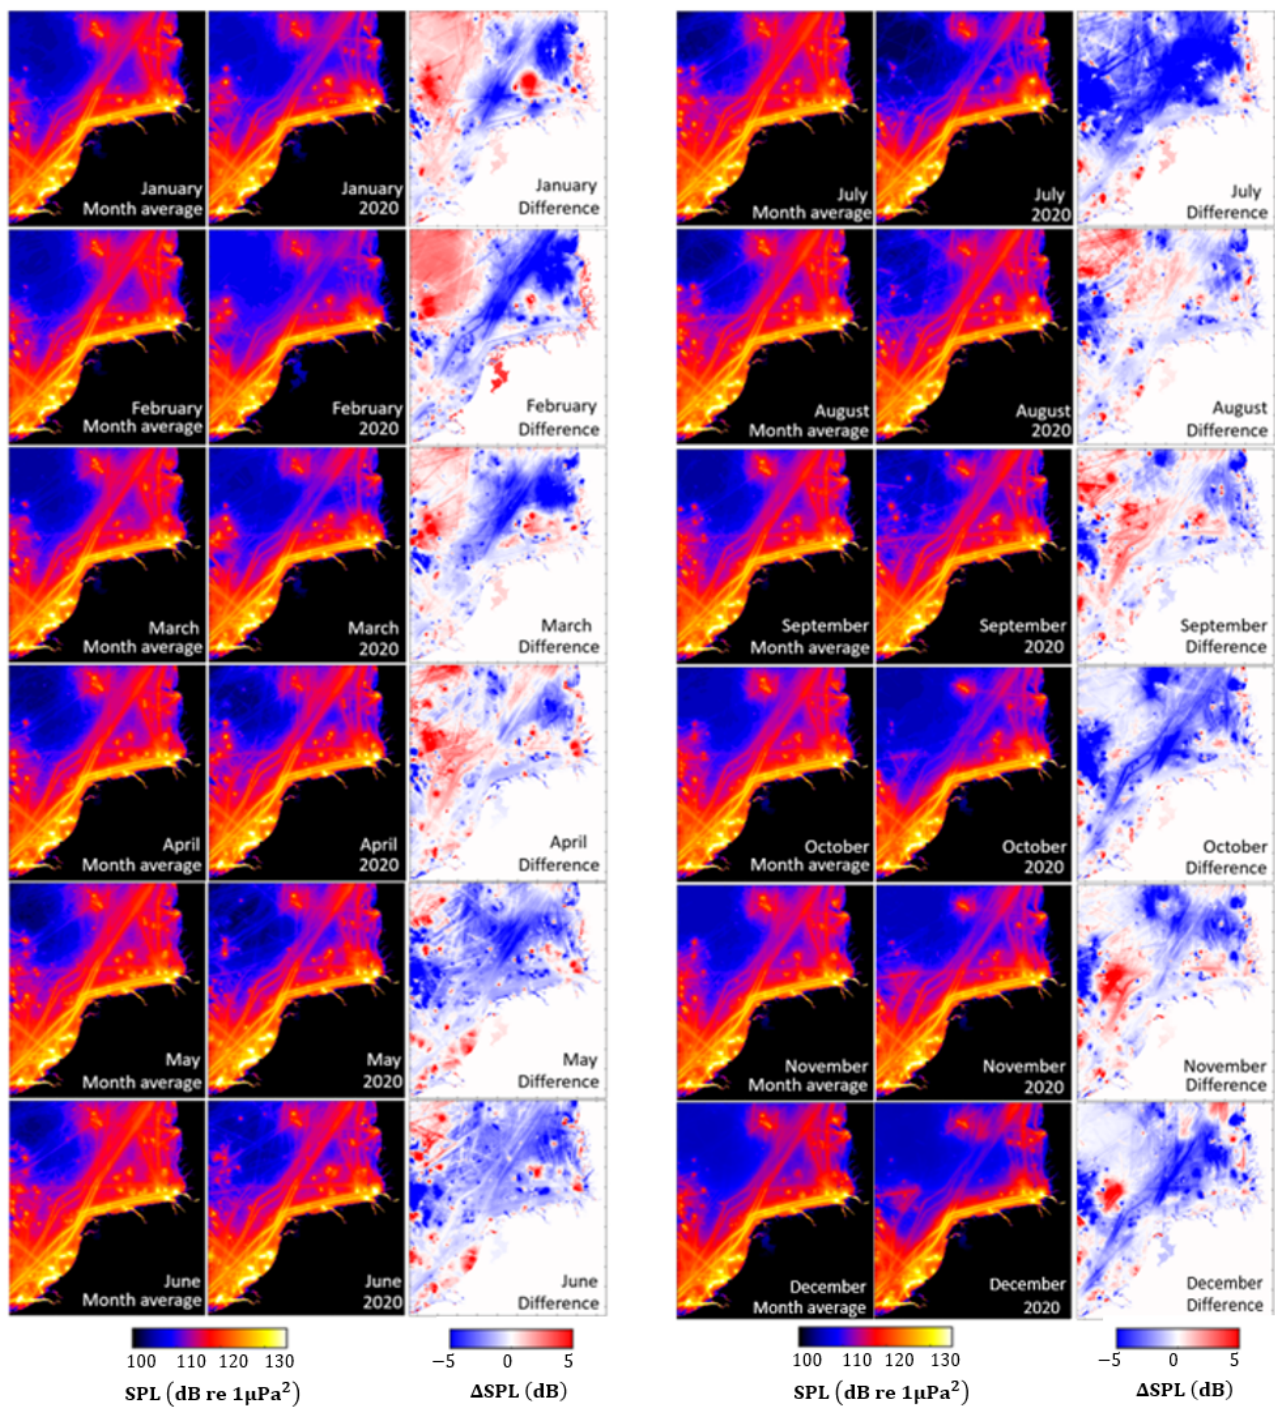 January
Month average
January
2020
January
Difference
July
Month average
July
2020
July
Difference
February
Month average
February
2020
February
Difference
August
Month average
August
2020
August
Difference
March
Month average
March
2020
March
Difference
September
Month average
September
2020
September
Difference
April
Month average
April
2020
April
Difference
October
Month average
October
2020
October
Difference
May
Month average
May
2020
May
Difference
November
Month average
November
2020
November
Difference
June
Month average
June
2020
June
Difference
December
Month average
December
2020
December
Difference
100 110 120 130
SPL (dB re 1μPa²)
−5 0 5
ΔSPL (dB)
100 110 120 130
SPL (dB re 1μPa²)
−5 0 5
ΔSPL (dB)